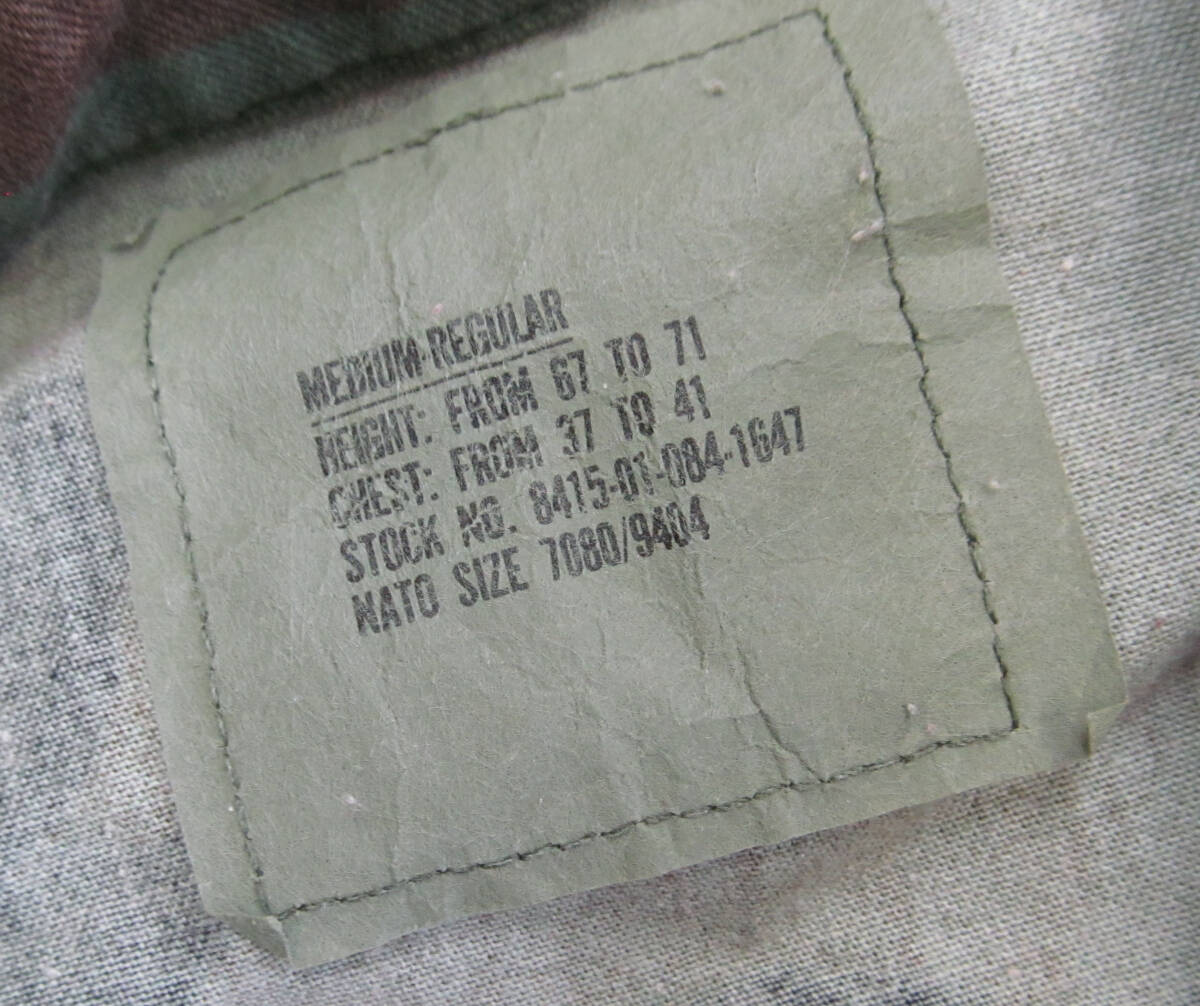 MEDIUM-REGULAR
HEIGHT: FROM 67 TO 71
CHEST: FROM 37 TO 41
STOCK NO. 8415-01-084-1647
NATO SIZE 7080/9404